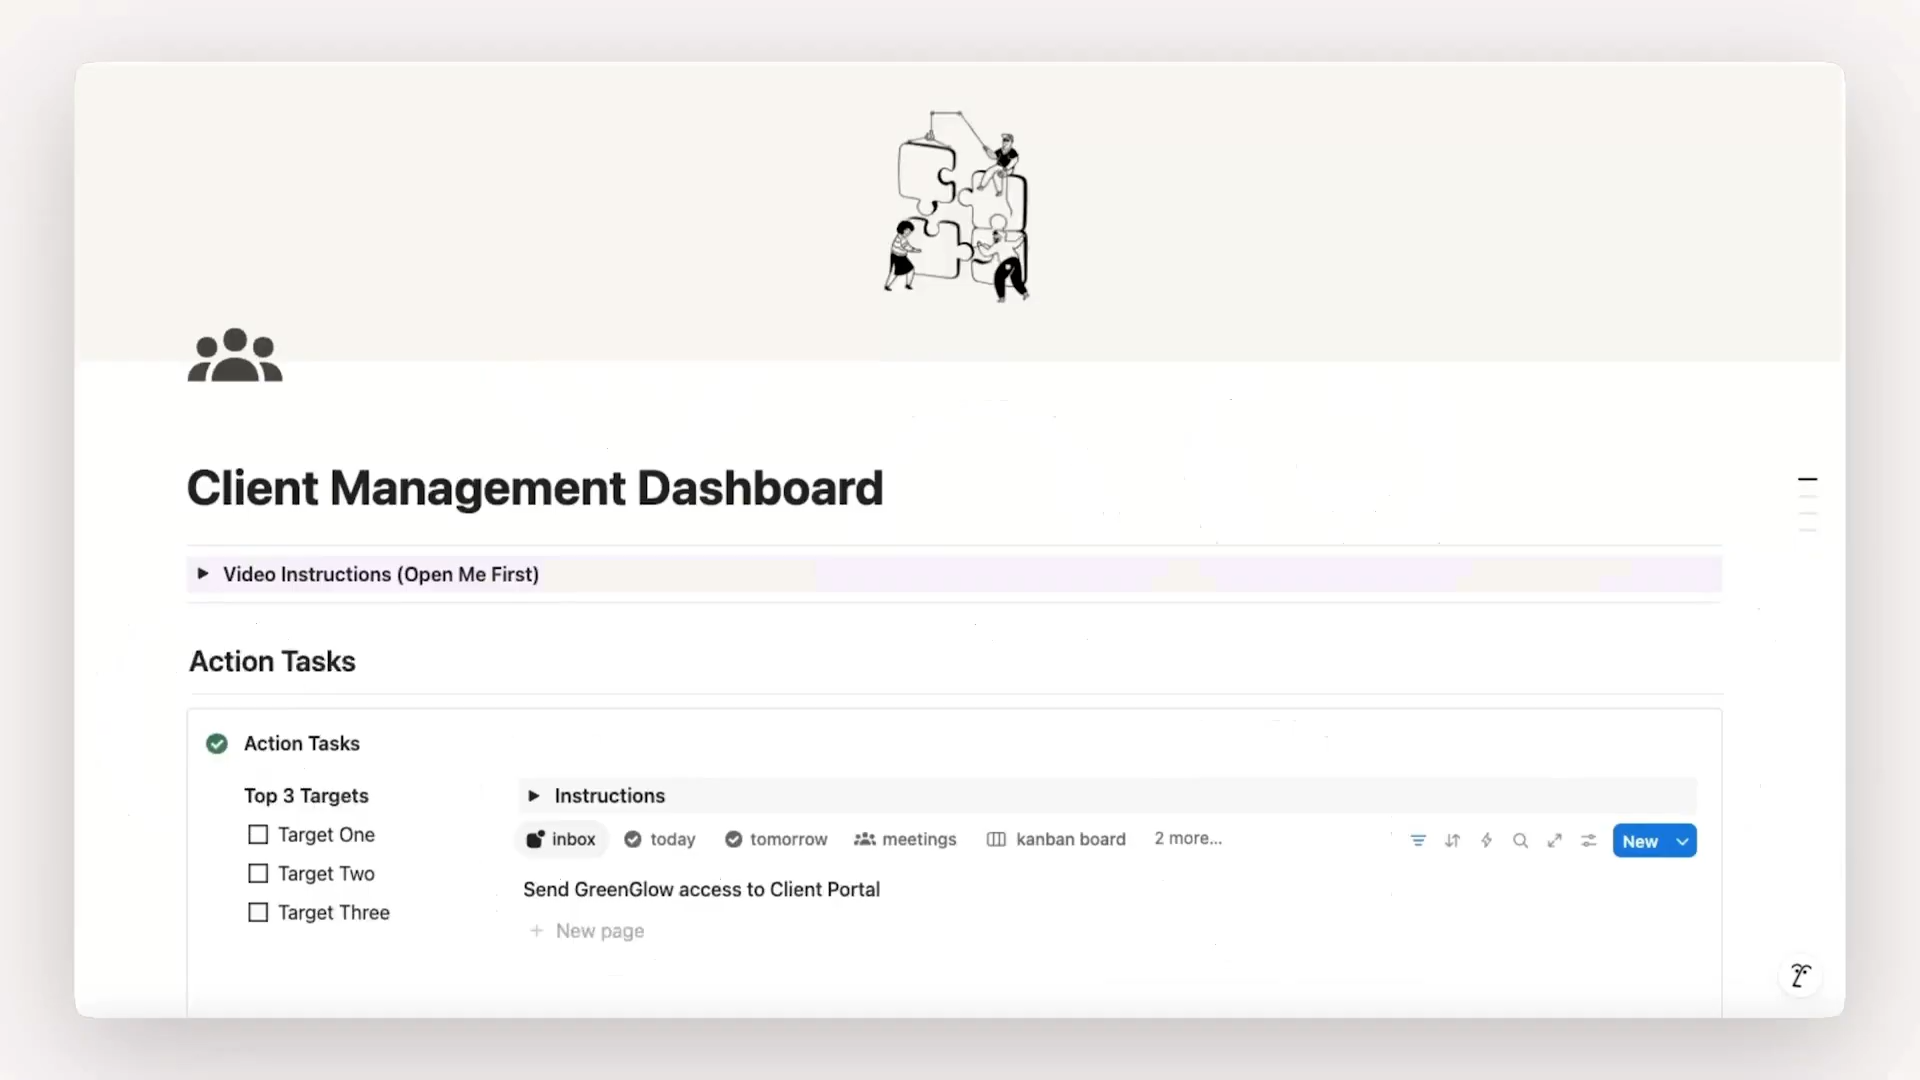 Client Management Dashboard
Video Instructions (Open Me First)
Action Tasks
Action Tasks
Top 3 Targets
Target One
Target Two
Target Three
Instructions
inbox today tomorrow meetings kanban board 2 more... New
Send GreenGlow access to Client Portal
New page